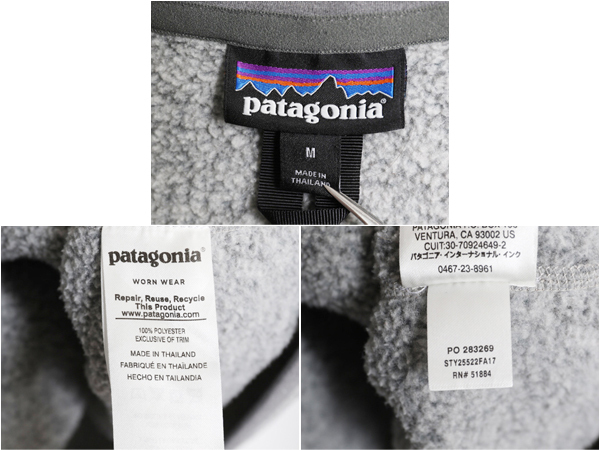 patagonia®
M
MADE IN
THAILAND
patagonia®
WORN WEAR
Repair, Reuse, Recycle
This Product
www.patagonia.com
100% POLYESTER
EXCLUSIVE OF TRIM
MADE IN THAILAND
FABRIQUÉ EN THAÏLANDE
HECHO EN TAILANDIA
VENTURA, CA 93002 US
CUIT:30-70924649-2
パタゴニア・インターナショナル・インク
0467-23-8961
PO 283269
STY25522FA17
RN# 51884